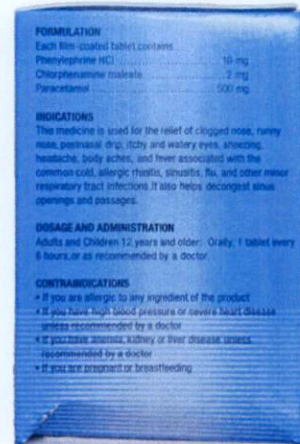 FORMULATION
Each film-coated tablet contains
Phenylephrine HCl ........................ 10 mg
Chlorphenamine maleate ................ 2 mg
Paracetamol ........................ 500 mg
INDICATIONS
This medicine is used for the relief of clogged nose, runny
nose, postnasal drip, itchy and watery eyes, sneezing,
headache, body aches, and fever associated with the
common cold, allergic rhinitis, sinusitis, flu, and other minor
respiratory tract infections. It also helps decongest sinus
openings and passages.
DOSAGE AND ADMINISTRATION
Adults and Children 12 years and older: Orally, 1 tablet every
6 hours, or as recommended by a doctor.
CONTRAINDICATIONS
• If you are allergic to any ingredient of the product
• If you have high blood pressure or severe heart disease
unless recommended by a doctor
• If you have anemia, kidney or liver disease unless
recommended by a doctor
• If you are pregnant or breastfeeding